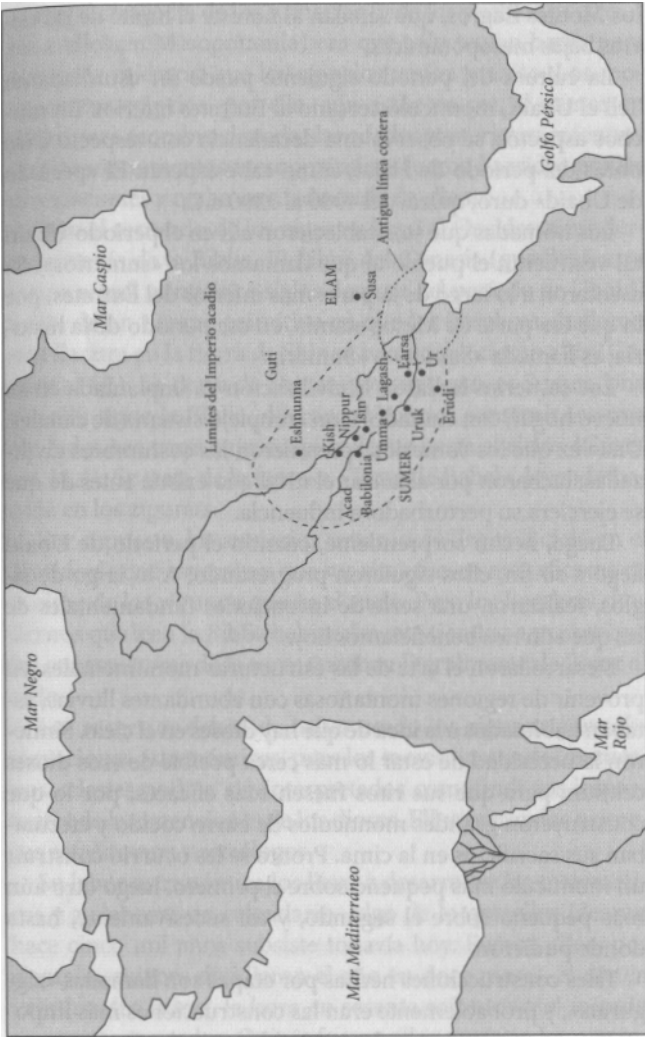 Mar Negro
Mar Caspio
Límites del Imperio acadio
Guti
Eshnunna
ELAM
Kish
Sippur
Susa
Acad
Isin
Antigua línea costera
Babilonia
Umma
Lagash
Larsa
SUMER
Uruk
Ur
Eridú
Mar Mediterráneo
Golfo Pérsico
Mar
Rojo